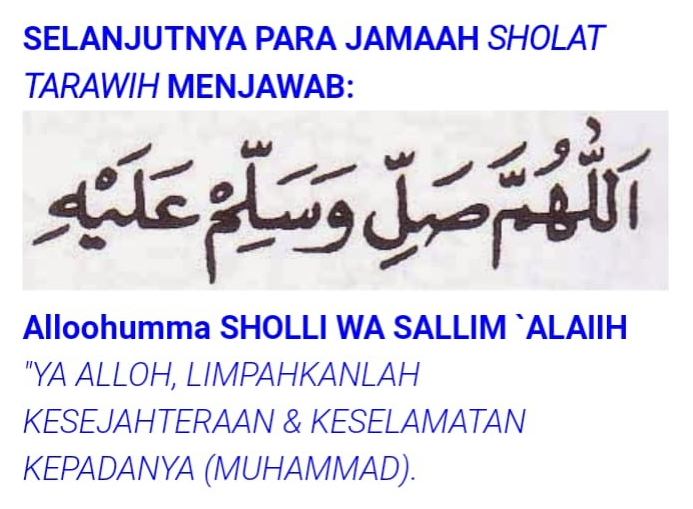 SELANJUTNYA PARA JAMAAH SHOLAT
TARAWIH MENJAWAB:
اَللّٰهُمَّ صَلِّ وَسَلِّمْ عَلَيْهِ
Alloohumma SHOLLI WA SALLIM `ALAIIH
"YA ALLOH, LIMPAHKANLAH
KESEJAHTERAAN & KESELAMATAN
KEPADANYA (MUHAMMAD).